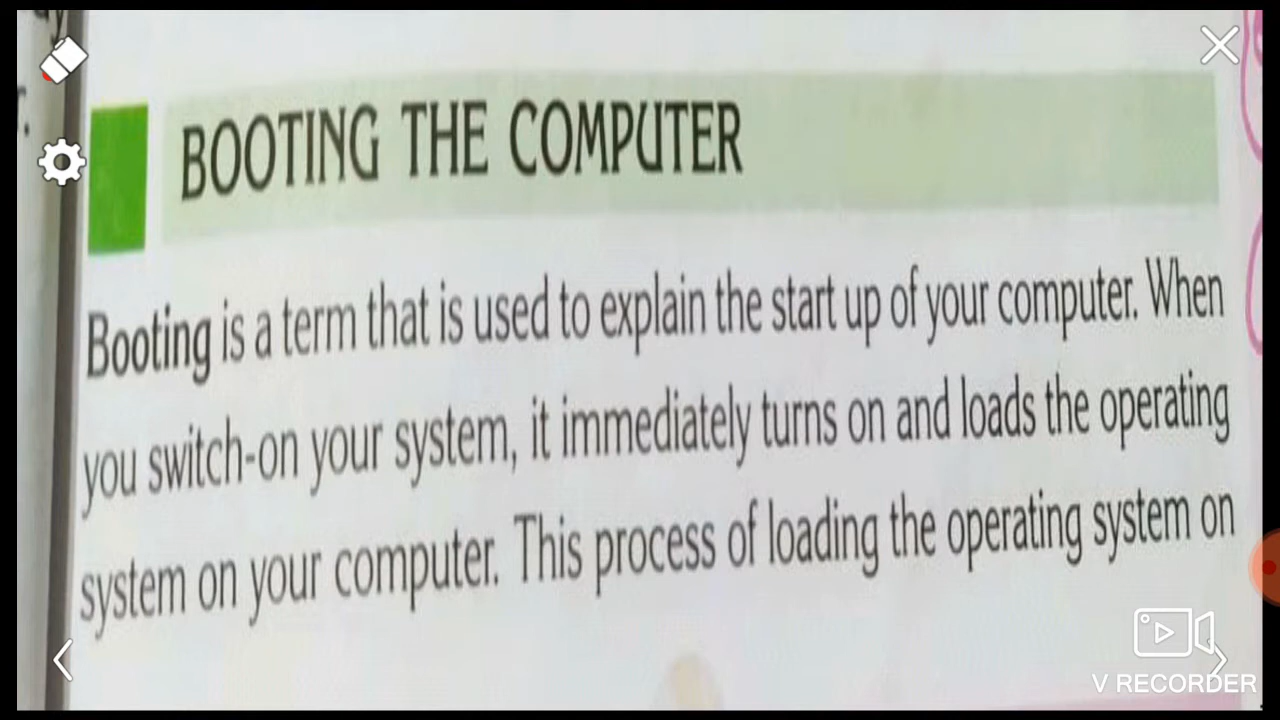 BOOTING THE COMPUTER
Booting is a term that is used to explain the start up of your computer. When
you switch-on your system, it immediately turns on and loads the operating
system on your computer. This process of loading the operating system on
V RECORDER